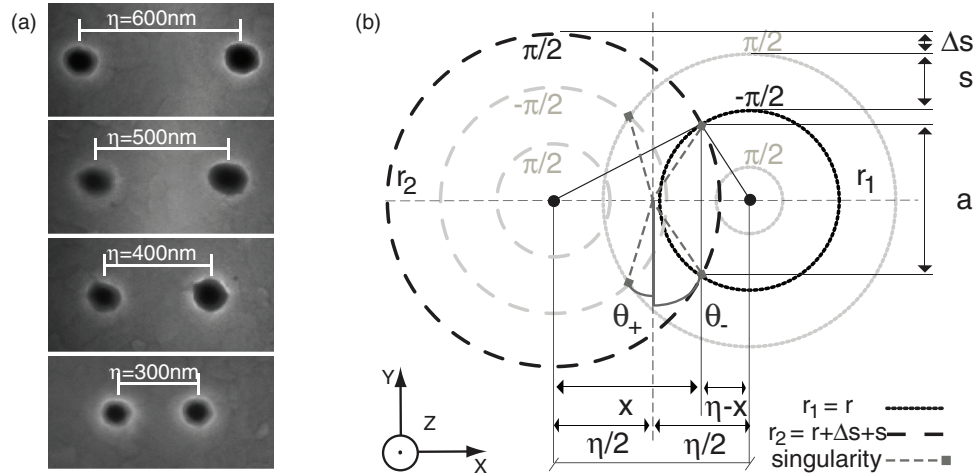 (a)
η=600nm
η=500nm
η=400nm
η=300nm
(b)
π/2
π/2
Δs
-π/2
-π/2
s
π/2
π/2
r2
r1
a
θ+
θ-
x
η-x
η/2
η/2
Y
Z
X
r1 = r
r2 = r+Δs+s
singularity